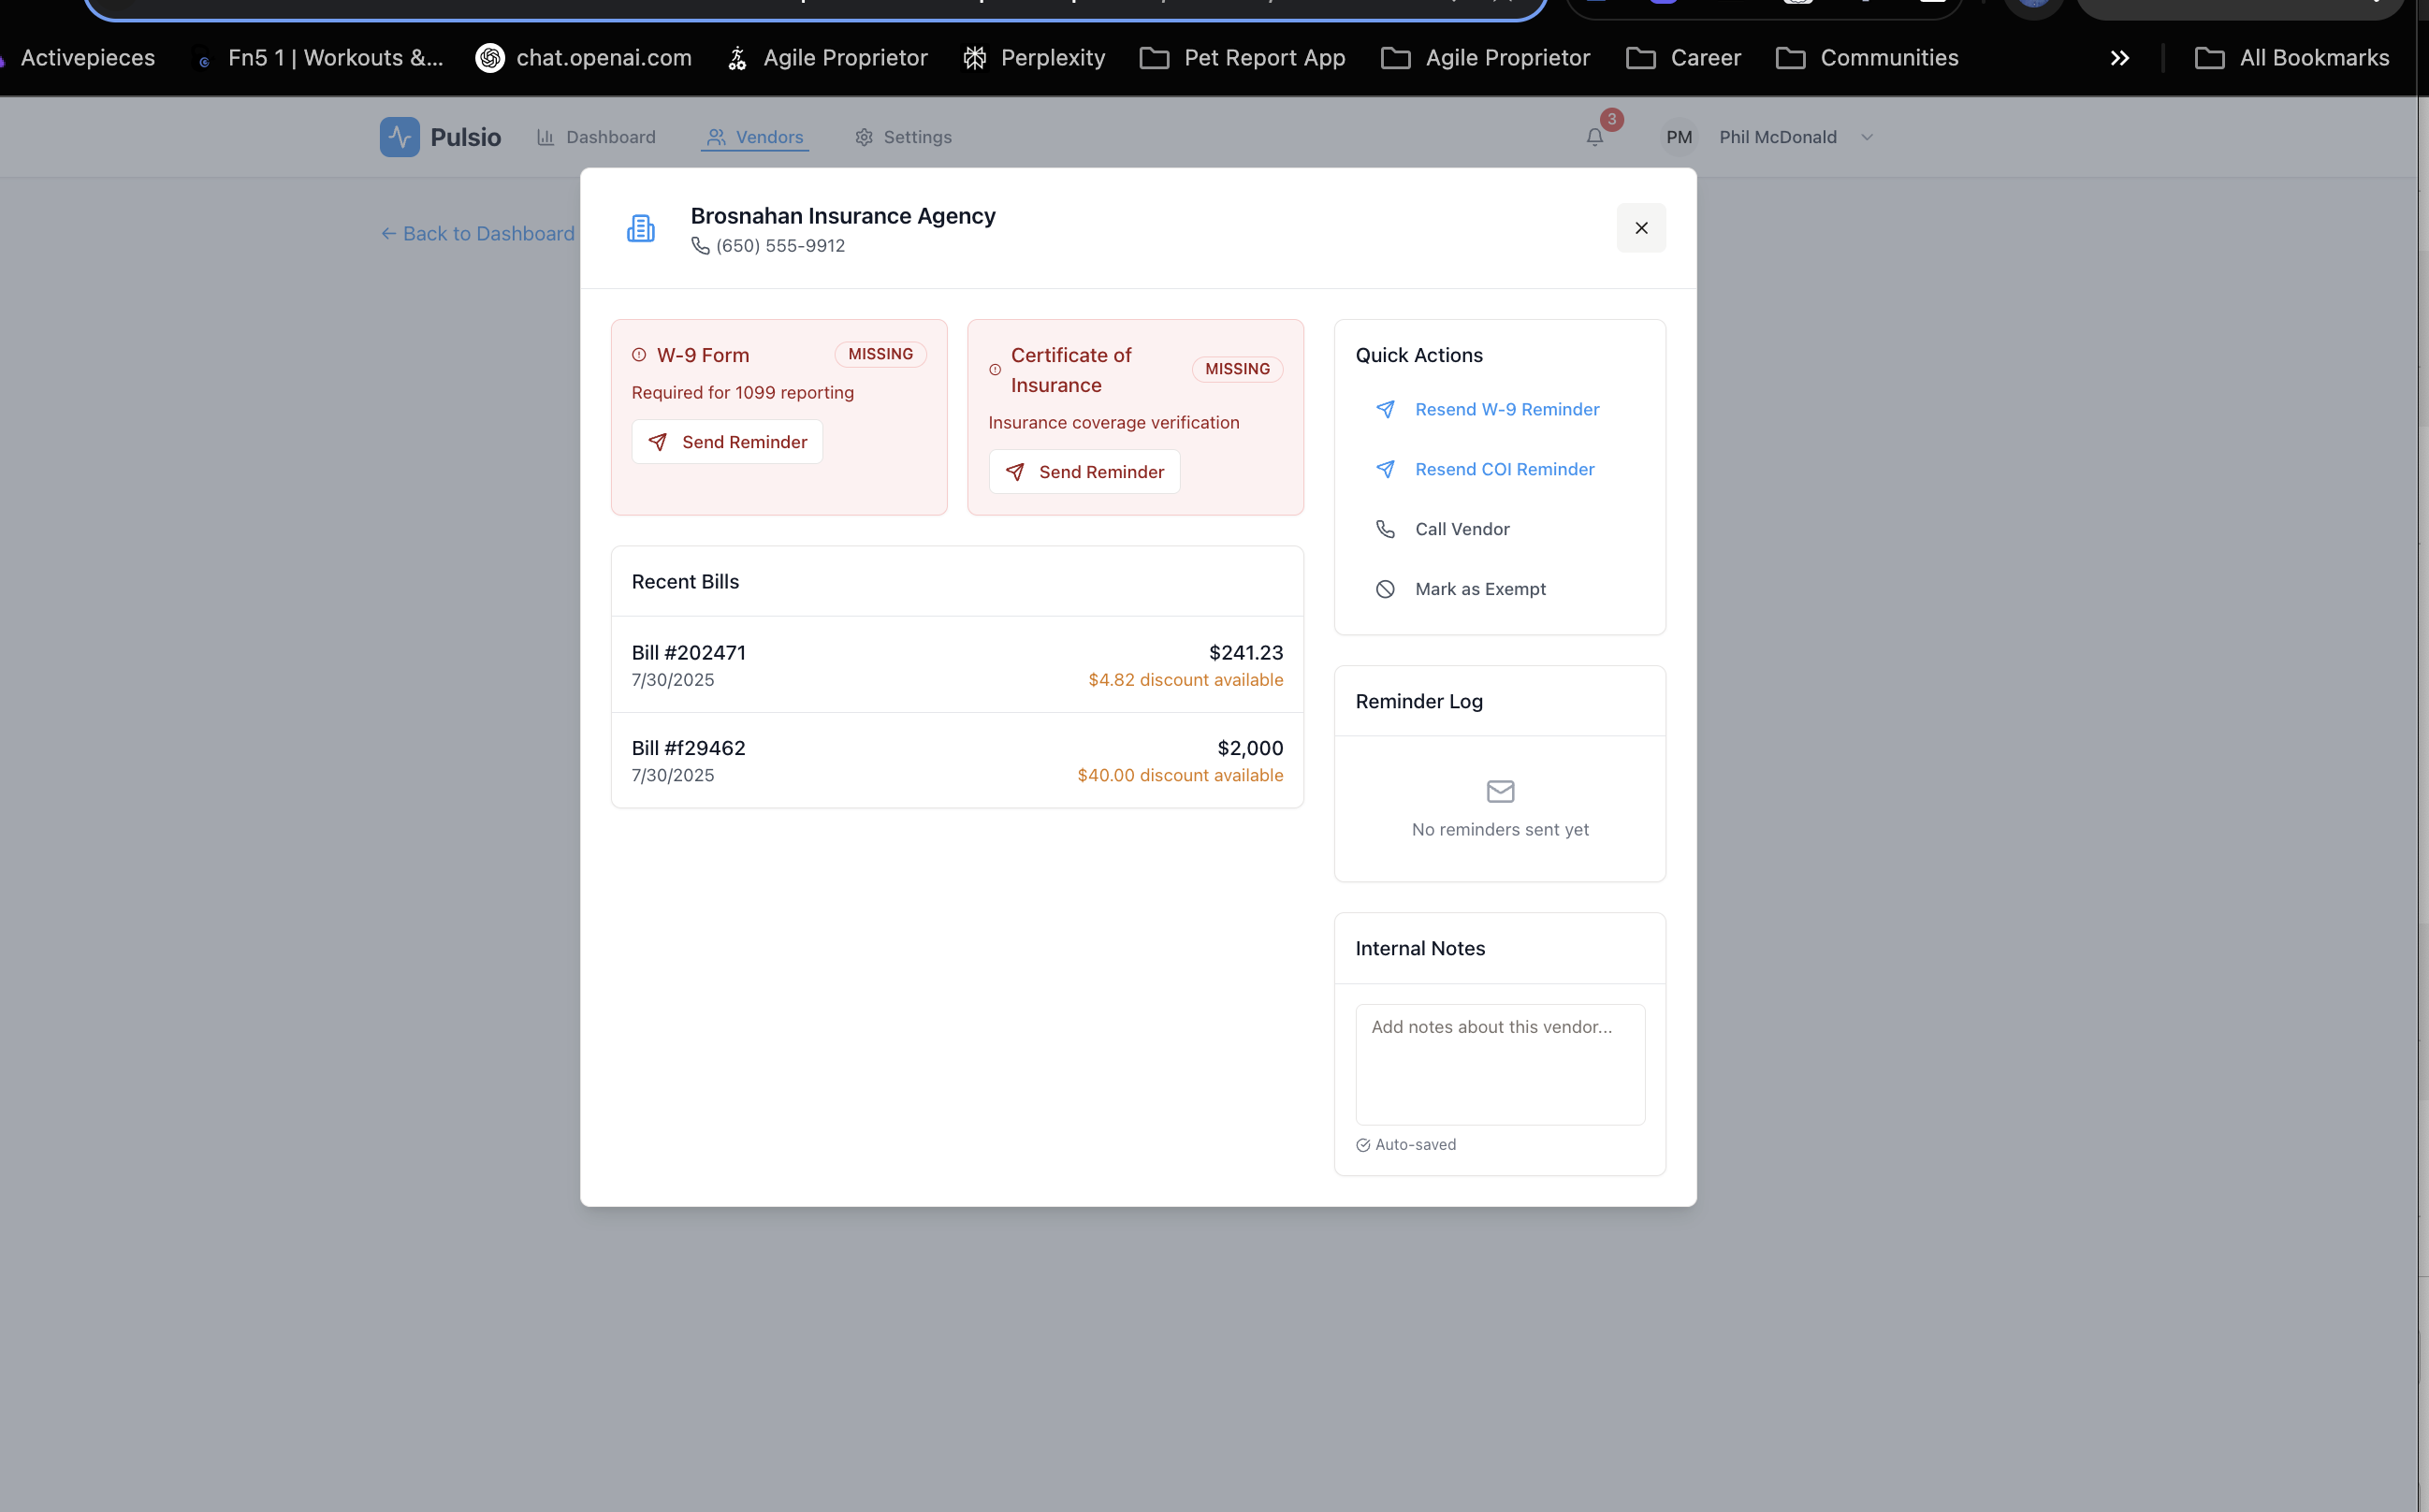 Activepieces
Fn5 1 | Workouts &...
chat.openai.com
Agile Proprietor
Perplexity
Pet Report App
Agile Proprietor
Career
Communities
All Bookmarks
Pulsio
Dashboard
Vendors
Settings
3
PM
Phil McDonald
← Back to Dashboard
Brosnahan Insurance Agency
(650) 555-9912
W-9 Form
MISSING
Required for 1099 reporting
Send Reminder
Certificate of
Insurance
MISSING
Insurance coverage verification
Send Reminder
Recent Bills
Bill #202471
$241.23
7/30/2025
$4.82 discount available
Bill #f29462
$2,000
7/30/2025
$40.00 discount available
Quick Actions
Resend W-9 Reminder
Resend COI Reminder
Call Vendor
Mark as Exempt
Reminder Log
No reminders sent yet
Internal Notes
Add notes about this vendor...
Auto-saved